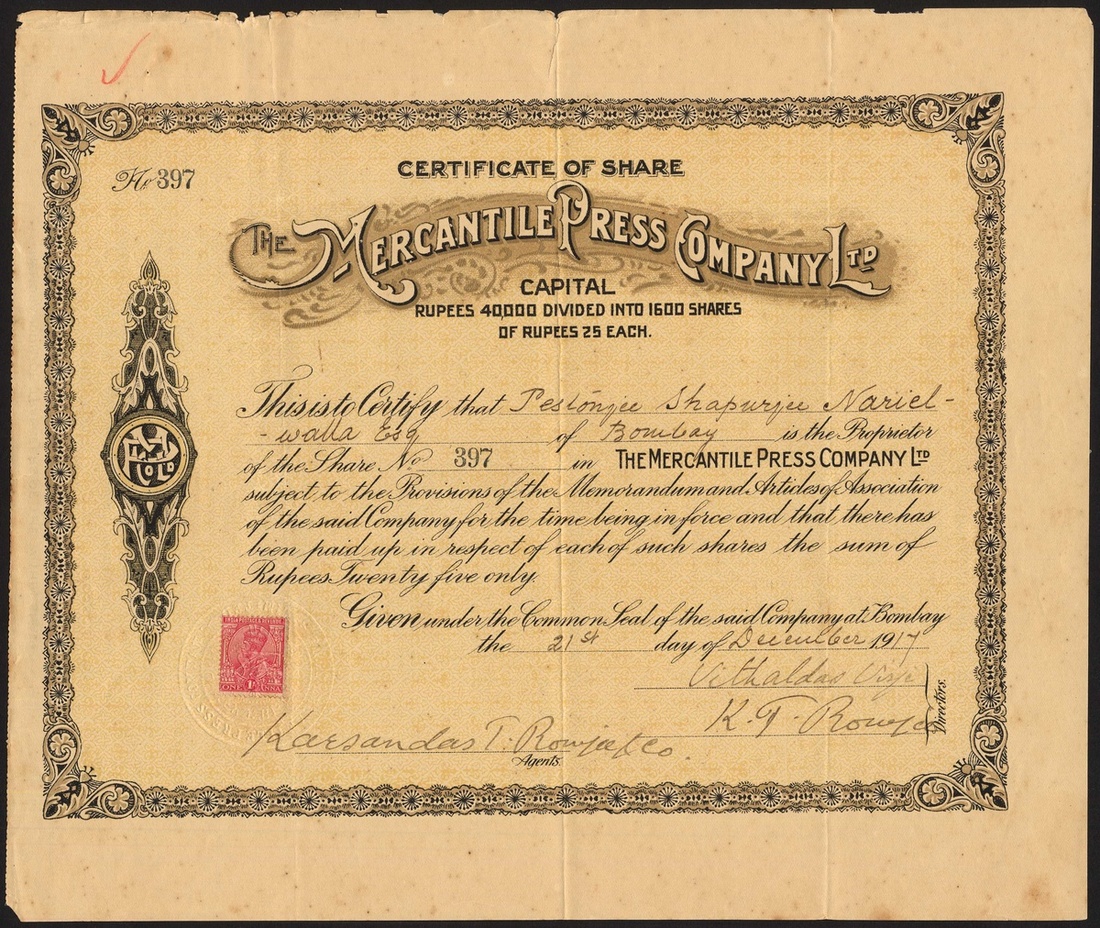 No 397
CERTIFICATE OF SHARE
THE MERCANTILE PRESS COMPANY LTD
CAPITAL
RUPEES 40,000 DIVIDED INTO 1600 SHARES
OF RUPEES 25 EACH.
This is to Certify that Pestonjee Shapurjee Nariel-
-walla Esq of Bombay is the Proprietor
of the Share No 397 in THE MERCANTILE PRESS COMPANY LTD
subject to the Provisions of the Memorandum and Articles of Association
of the said Company for the time being in force and that there has
been paid up in respect of each of such shares the sum of
Rupees Twenty five only.
Given under the Common Seal of the said Company at Bombay
the 21st day of December 1917
Vithaldas
K. T.
Directors.
Karsandas T. & Co.
Agents.
ONE ANNA